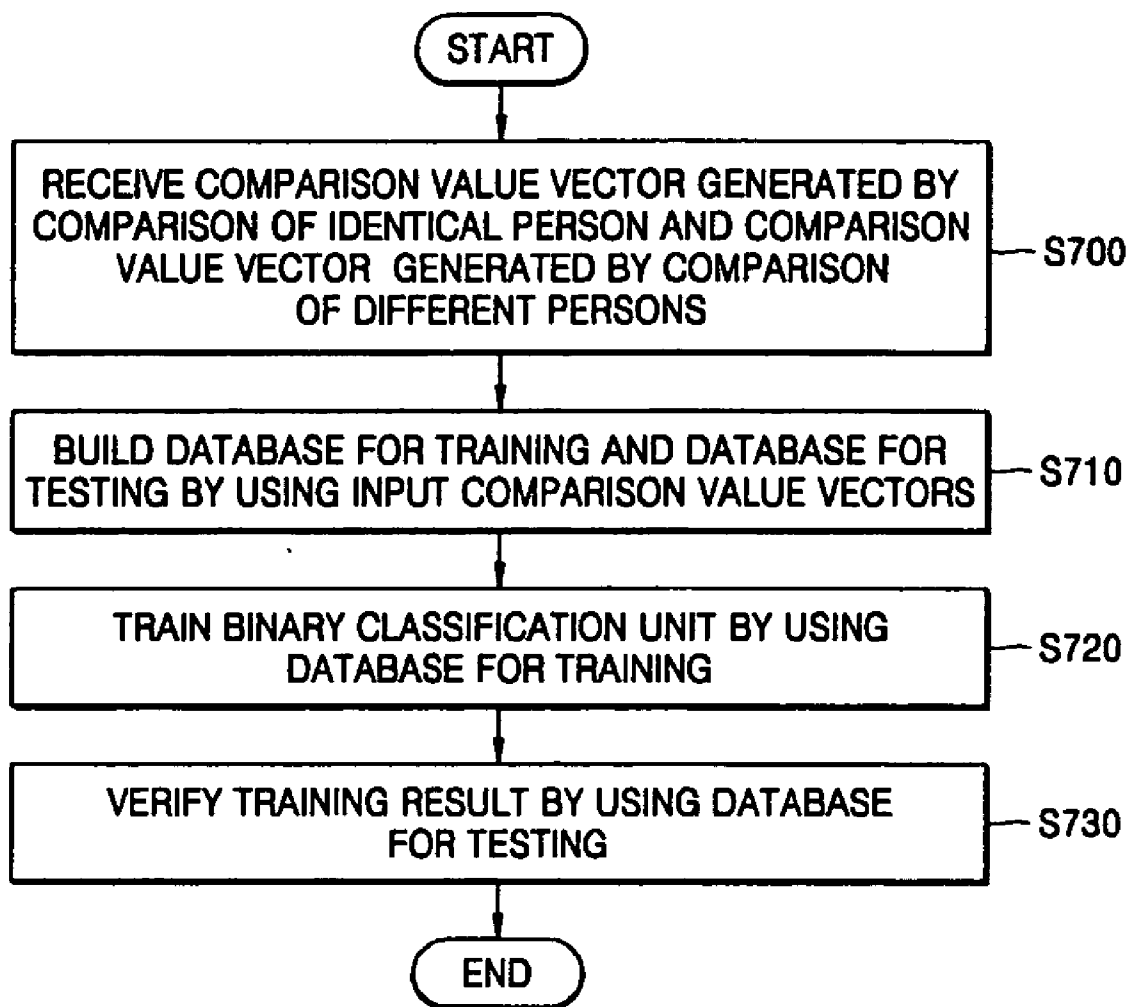 START
RECEIVE COMPARISON VALUE VECTOR GENERATED BY
COMPARISON OF IDENTICAL PERSON AND COMPARISON
VALUE VECTOR GENERATED BY COMPARISON
OF DIFFERENT PERSONS
S700
BUILD DATABASE FOR TRAINING AND DATABASE FOR
TESTING BY USING INPUT COMPARISON VALUE VECTORS
S710
TRAIN BINARY CLASSIFICATION UNIT BY USING
DATABASE FOR TRAINING
S720
VERIFY TRAINING RESULT BY USING DATABASE
FOR TESTING
S730
END